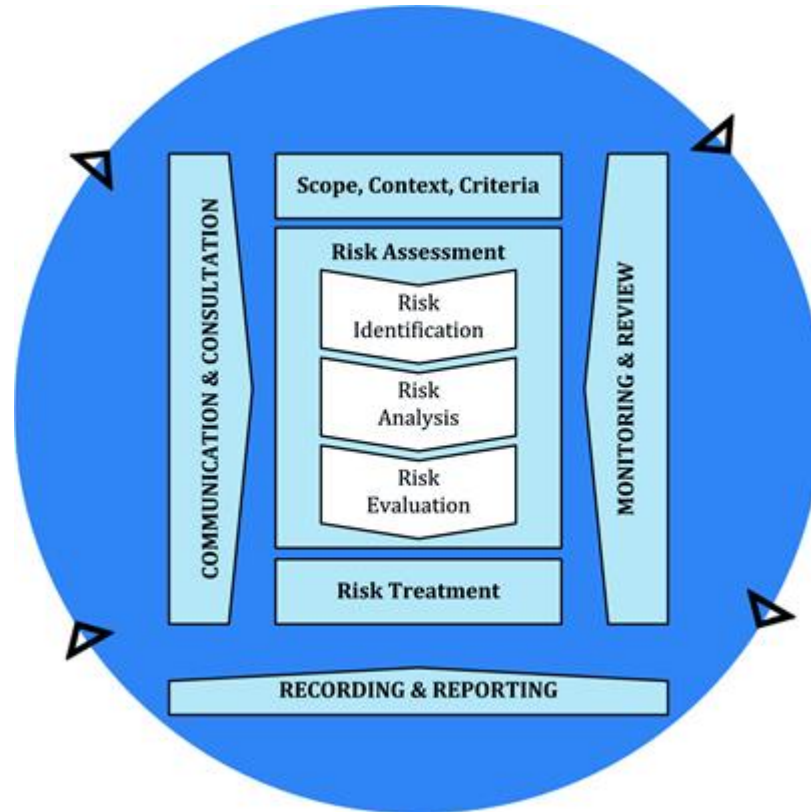 Scope, Context, Criteria
Risk Assessment
Risk
Identification
Risk
Analysis
Risk
Evaluation
Risk Treatment
COMMUNICATION & CONSULTATION
MONITORING & REVIEW
RECORDING & REPORTING